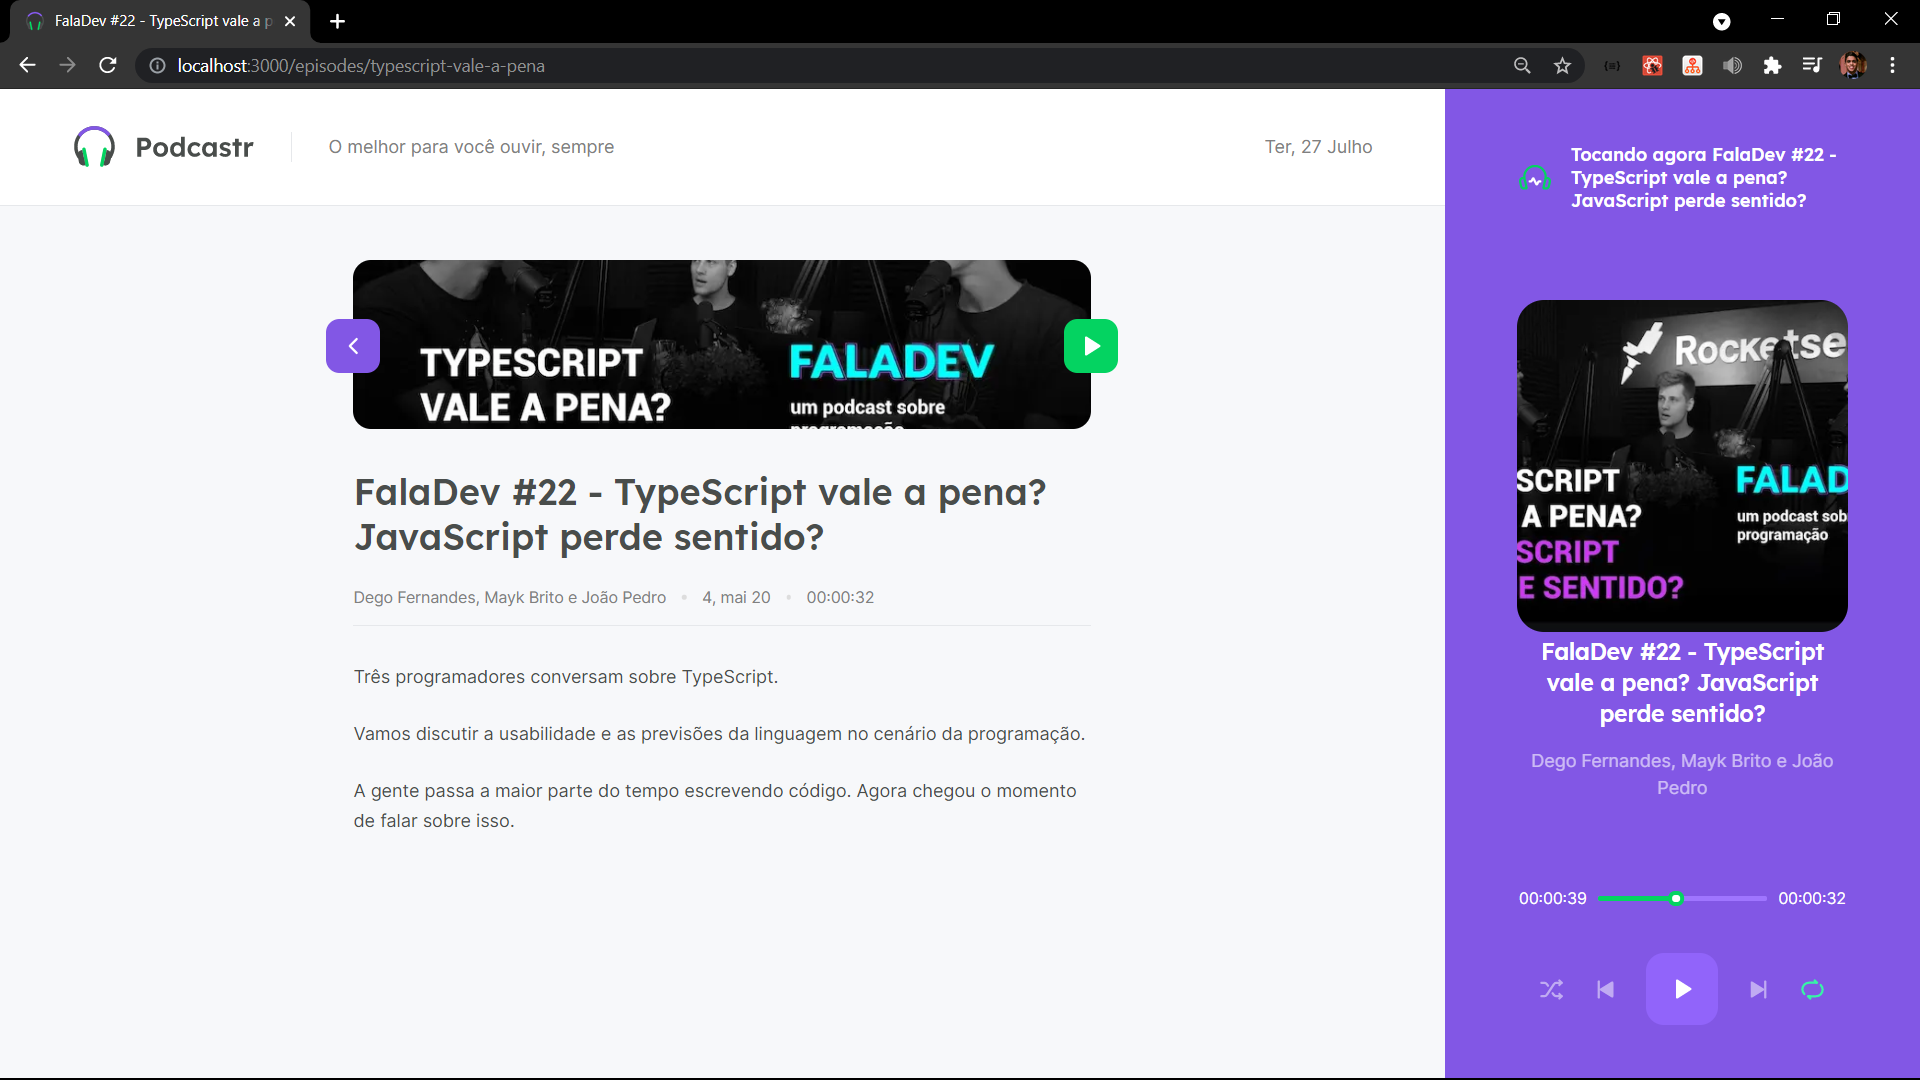 FalaDev #22 - TypeScript vale a p
localhost:3000/episodes/typescript-vale-a-pena
Podcastr
O melhor para você ouvir, sempre
Ter, 27 Julho
TYPESCRIPT
VALE A PENA?
FALADEV
um podcast sobre
programação
FalaDev #22 - TypeScript vale a pena?
JavaScript perde sentido?
Dego Fernandes, Mayk Brito e João Pedro • 4, mai 20 • 00:00:32
Três programadores conversam sobre TypeScript.
Vamos discutir a usabilidade e as previsões da linguagem no cenário da programação.
A gente passa a maior parte do tempo escrevendo código. Agora chegou o momento
de falar sobre isso.
Tocando agora FalaDev #22 -
TypeScript vale a pena?
JavaScript perde sentido?
Rocketse
SCRIPT
A PENA?
SCRIPT
E SENTIDO?
FALAD
um podcast sob
programação
FalaDev #22 - TypeScript
vale a pena? JavaScript
perde sentido?
Dego Fernandes, Mayk Brito e João
Pedro
00:00:39
00:00:32